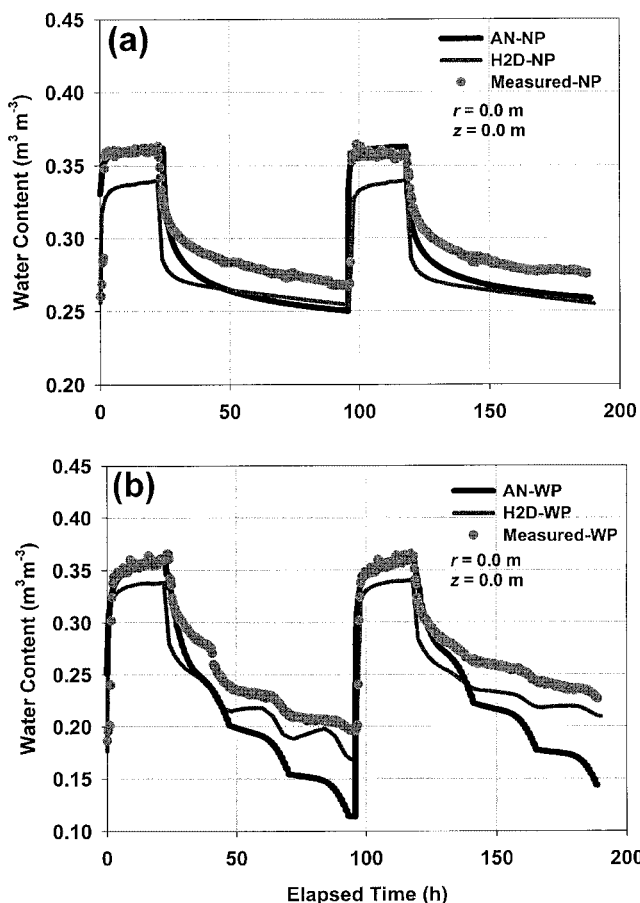 (a)
AN-NP
H2D-NP
Measured-NP
r = 0.0 m
z = 0.0 m
Water Content (m³ m⁻³)
0.45
0.40
0.35
0.30
0.25
0.20
0 50 100 150 200
(b)
AN-WP
H2D-WP
Measured-WP
r = 0.0 m
z = 0.0 m
Water Content (m³ m⁻³)
0.45
0.40
0.35
0.30
0.25
0.20
0.15
0.10
0 50 100 150 200
Elapsed Time (h)